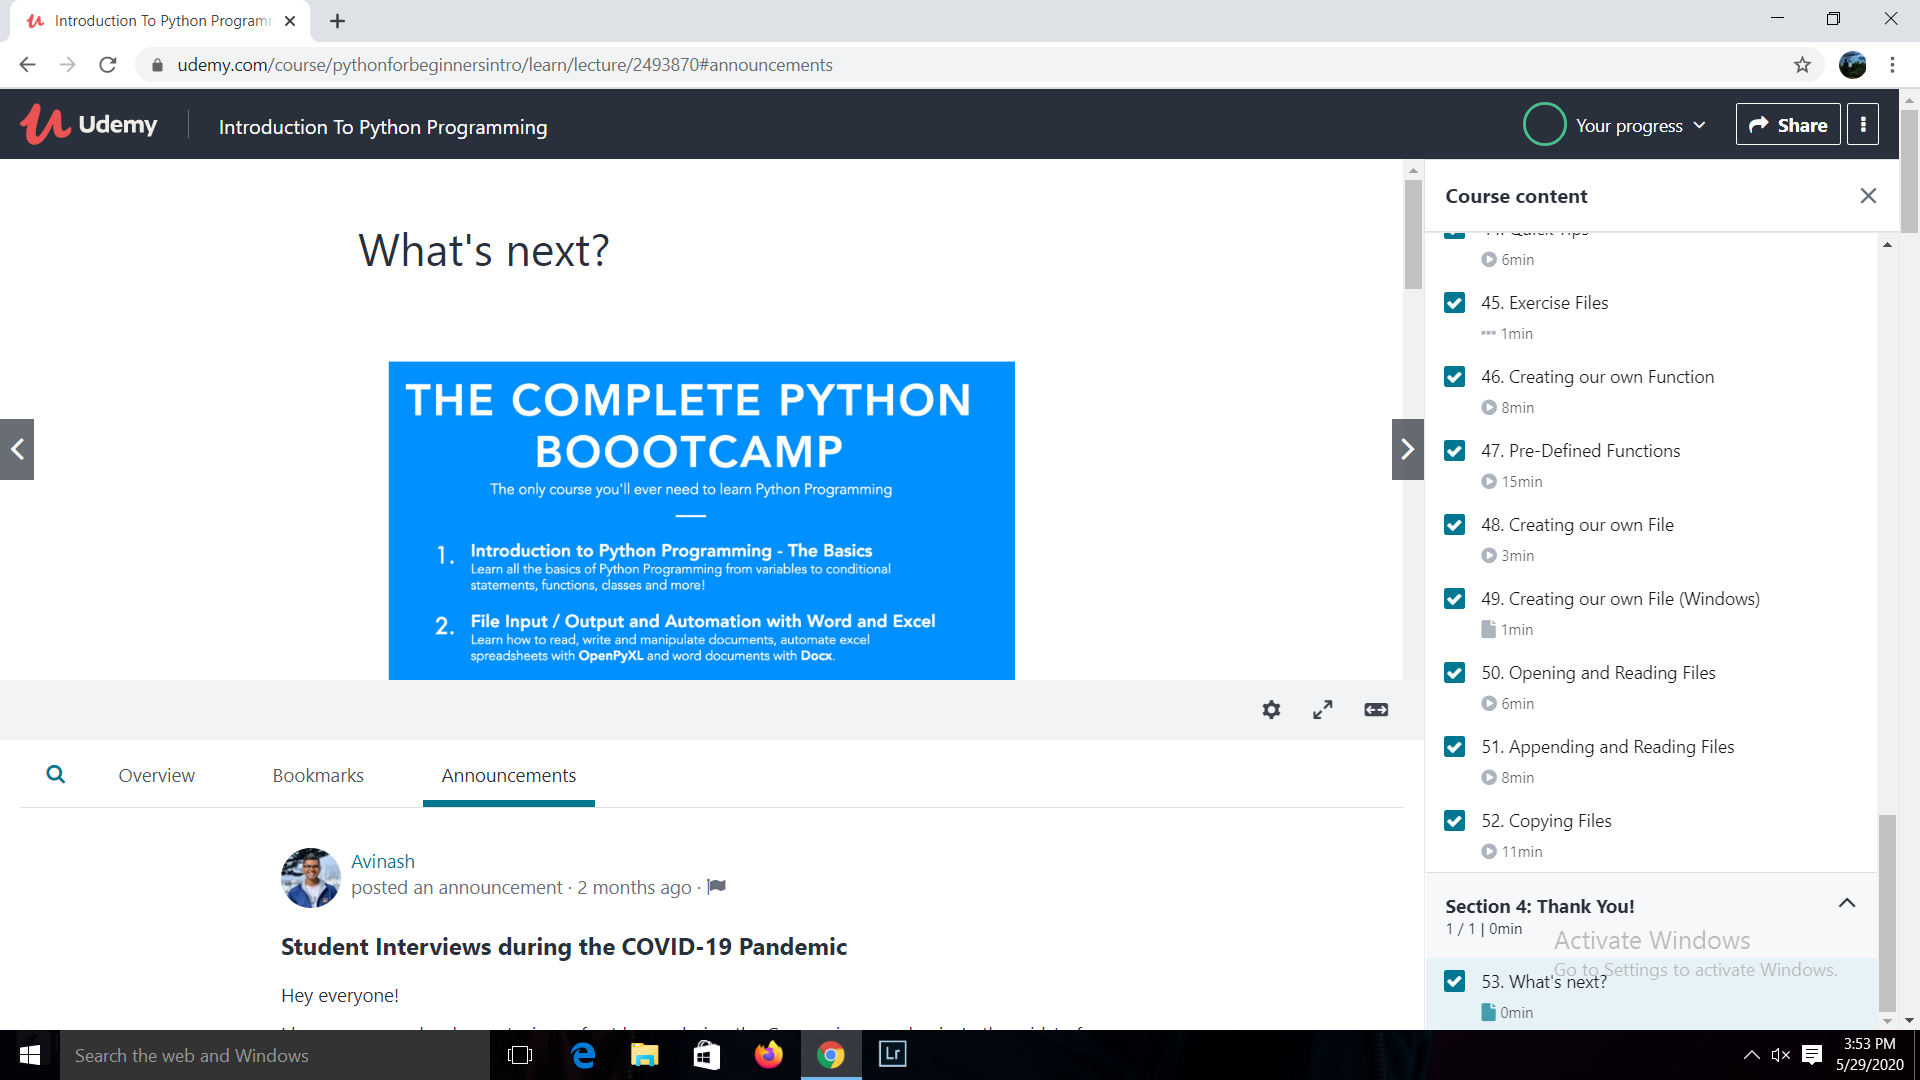 Introduction To Python Programm
udemy.com/course/pythonforbeginnersintro/learn/lecture/2493870#announcements
Udemy
Introduction To Python Programming
Your progress
Share
What's next?
THE COMPLETE PYTHON
BOOOTCAMP
The only course you'll ever need to learn Python Programming
1. Introduction to Python Programming - The Basics
Learn all the basics of Python Programming from variables to conditional
statements, functions, classes and more!
2. File Input / Output and Automation with Word and Excel
Learn how to read, write and manipulate documents, automate excel
spreadsheets with OpenPyXL and word documents with Docx.
Overview
Bookmarks
Announcements
Avinash
posted an announcement · 2 months ago ·
Student Interviews during the COVID-19 Pandemic
Hey everyone!
Course content
44. Quick Tips
6min
45. Exercise Files
1min
46. Creating our own Function
8min
47. Pre-Defined Functions
15min
48. Creating our own File
3min
49. Creating our own File (Windows)
1min
50. Opening and Reading Files
6min
51. Appending and Reading Files
8min
52. Copying Files
11min
Section 4: Thank You!
1 / 1 | 0min
Activate Windows
Go to Settings to activate Windows.
53. What's next?
0min
Search the web and Windows
Lr
3:53 PM
5/29/2020